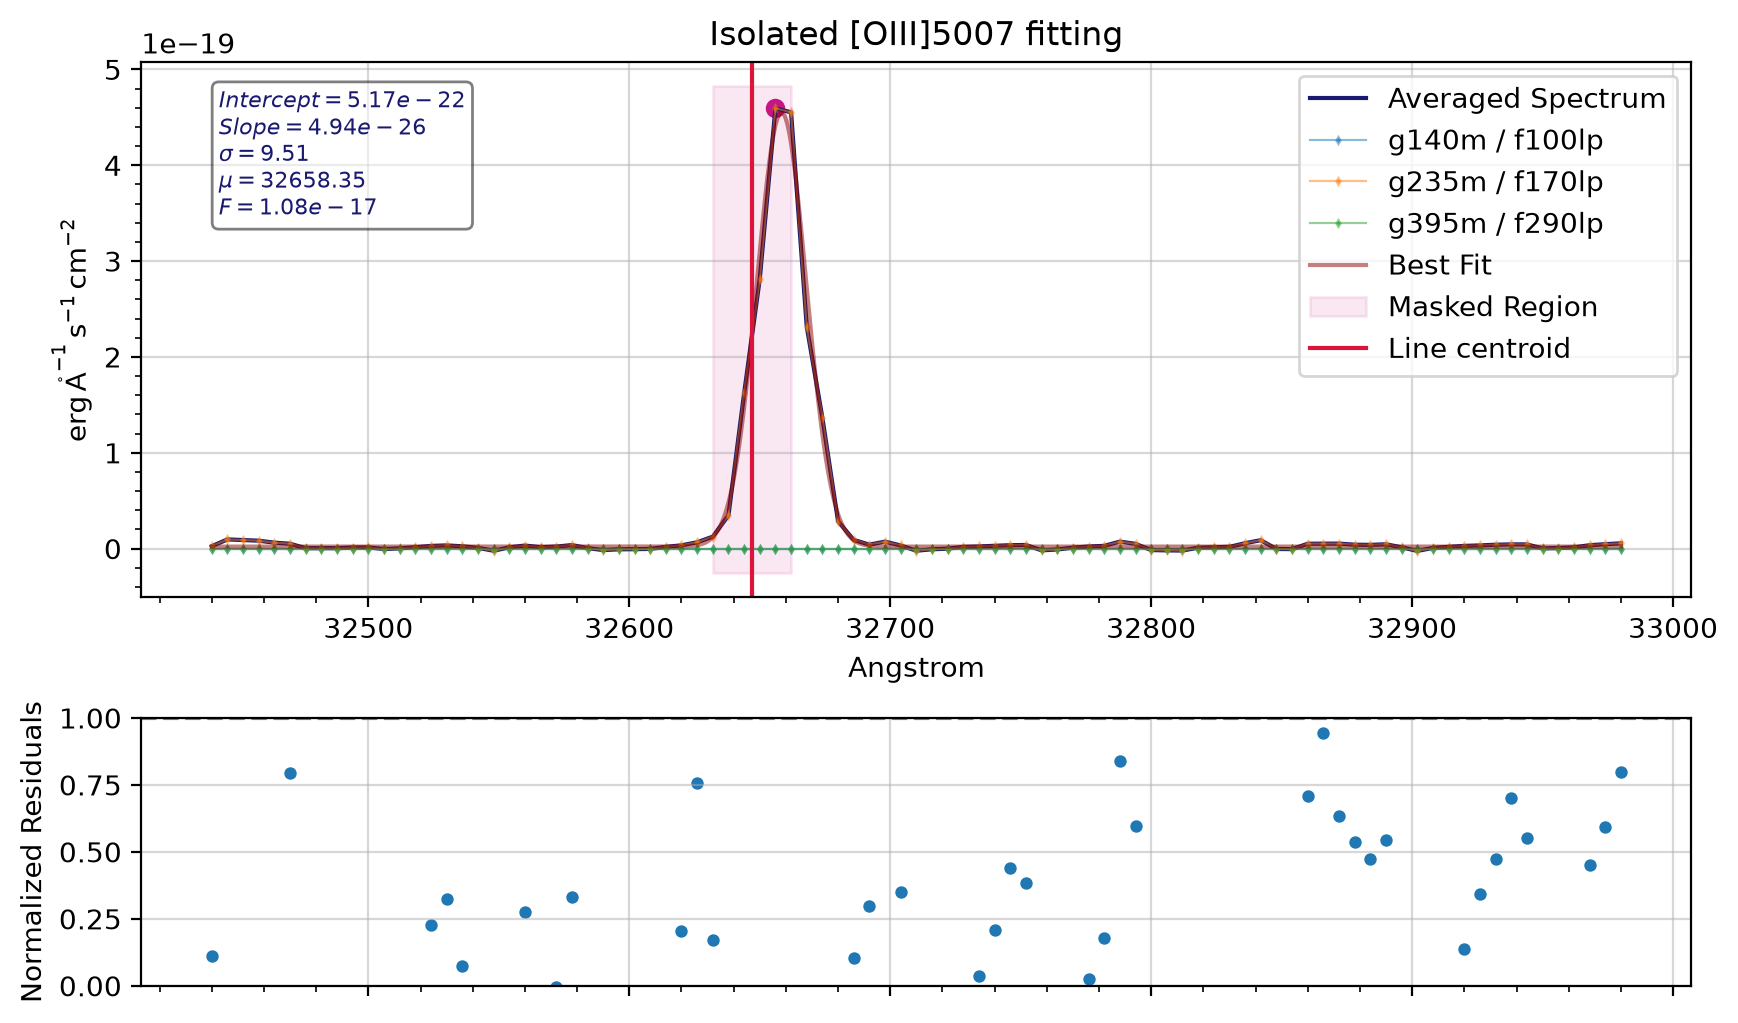 Isolated [OIII]5007 fitting
1e−19
5
4
3
2
1
0
erg Å⁻¹ s⁻¹ cm⁻²
Intercept = 5.17e − 22
Slope = 4.94e − 26
σ = 9.51
μ = 32658.35
F = 1.08e − 17
Averaged Spectrum
g140m / f100lp
g235m / f170lp
g395m / f290lp
Best Fit
Masked Region
Line centroid
32500 32600 32700 32800 32900 33000
Angstrom
Normalized Residuals
1.00
0.75
0.50
0.25
0.00